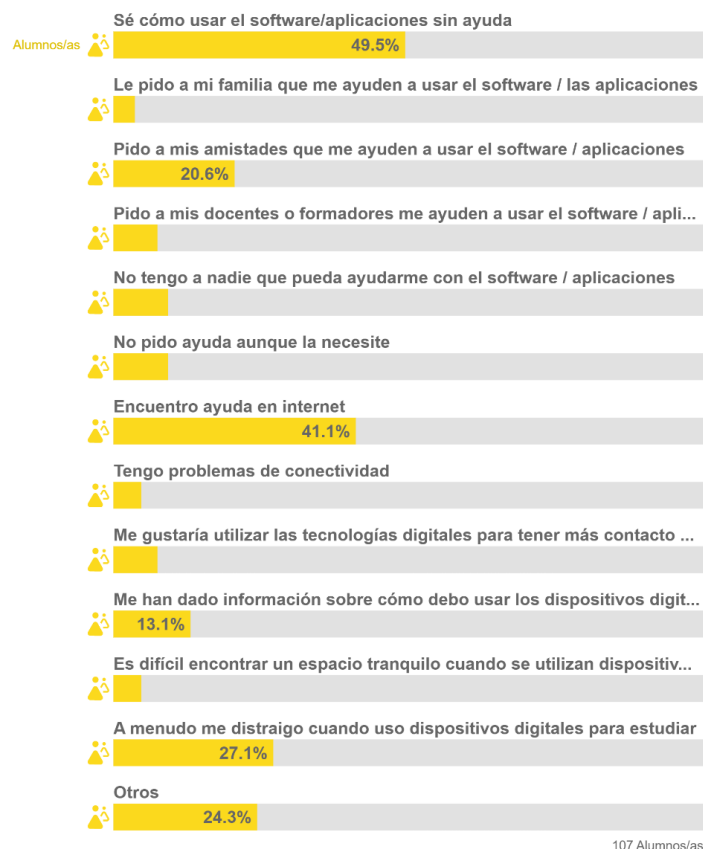 Sé cómo usar el software/aplicaciones sin ayuda
Alumnos/as
49.5%
Le pido a mi familia que me ayuden a usar el software / las aplicaciones
Pido a mis amistades que me ayuden a usar el software / aplicaciones
20.6%
Pido a mis docentes o formadores me ayuden a usar el software / apli...
No tengo a nadie que pueda ayudarme con el software / aplicaciones
No pido ayuda aunque la necesite
Encuentro ayuda en internet
41.1%
Tengo problemas de conectividad
Me gustaría utilizar las tecnologías digitales para tener más contacto ...
Me han dado información sobre cómo debo usar los dispositivos digit...
13.1%
Es difícil encontrar un espacio tranquilo cuando se utilizan dispositiv...
A menudo me distraigo cuando uso dispositivos digitales para estudiar
27.1%
Otros
24.3%
107 Alumnos/as